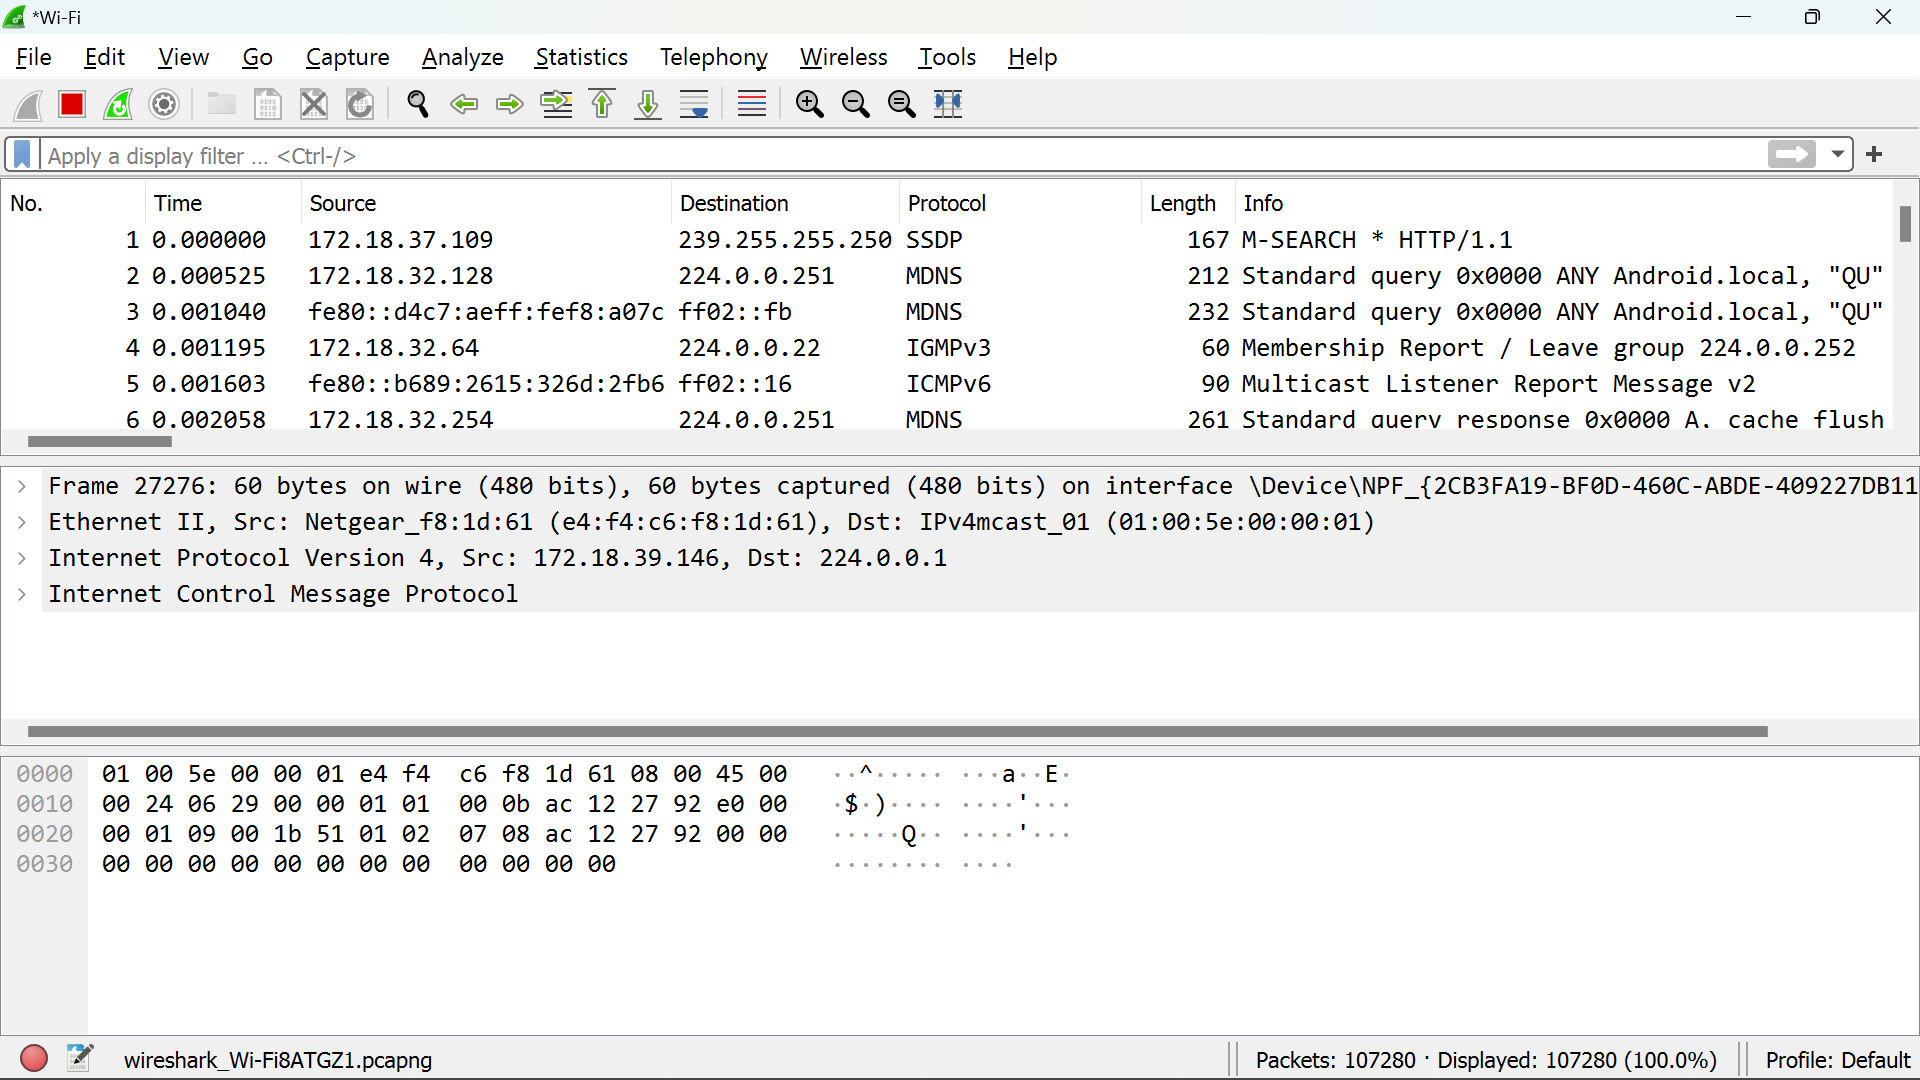 *Wi-Fi
File Edit View Go Capture Analyze Statistics Telephony Wireless Tools Help
Apply a display filter ... <Ctrl-/>
No. Time Source Destination Protocol Length Info
1 0.000000 172.18.37.109 239.255.255.250 SSDP 167 M-SEARCH * HTTP/1.1
2 0.000525 172.18.32.128 224.0.0.251 MDNS 212 Standard query 0x0000 ANY Android.local, "QU"
3 0.001040 fe80::d4c7:aeff:fef8:a07c ff02::fb MDNS 232 Standard query 0x0000 ANY Android.local, "QU"
4 0.001195 172.18.32.64 224.0.0.22 IGMPv3 60 Membership Report / Leave group 224.0.0.252
5 0.001603 fe80::b689:2615:326d:2fb6 ff02::16 ICMPv6 90 Multicast Listener Report Message v2
6 0.002058 172.18.32.254 224.0.0.251 MDNS 261 Standard query response 0x0000 A, cache flush
Frame 27276: 60 bytes on wire (480 bits), 60 bytes captured (480 bits) on interface \Device\NPF_{2CB3FA19-BF0D-460C-ABDE-409227DB11
Ethernet II, Src: Netgear_f8:1d:61 (e4:f4:c6:f8:1d:61), Dst: IPv4mcast_01 (01:00:5e:00:00:01)
Internet Protocol Version 4, Src: 172.18.39.146, Dst: 224.0.0.1
Internet Control Message Protocol
0000 01 00 5e 00 00 01 e4 f4 c6 f8 1d 61 08 00 45 00 ··^····· ···a··E·
0010 00 24 06 29 00 00 01 01 00 0b ac 12 27 92 e0 00 ·$·)···· ····'···
0020 00 01 09 00 1b 51 01 02 07 08 ac 12 27 92 00 00 ·····Q·· ····'···
0030 00 00 00 00 00 00 00 00 00 00 00 00 ········ ····
wireshark_Wi-Fi8ATGZ1.pcapng Packets: 107280 · Displayed: 107280 (100.0%) Profile: Default